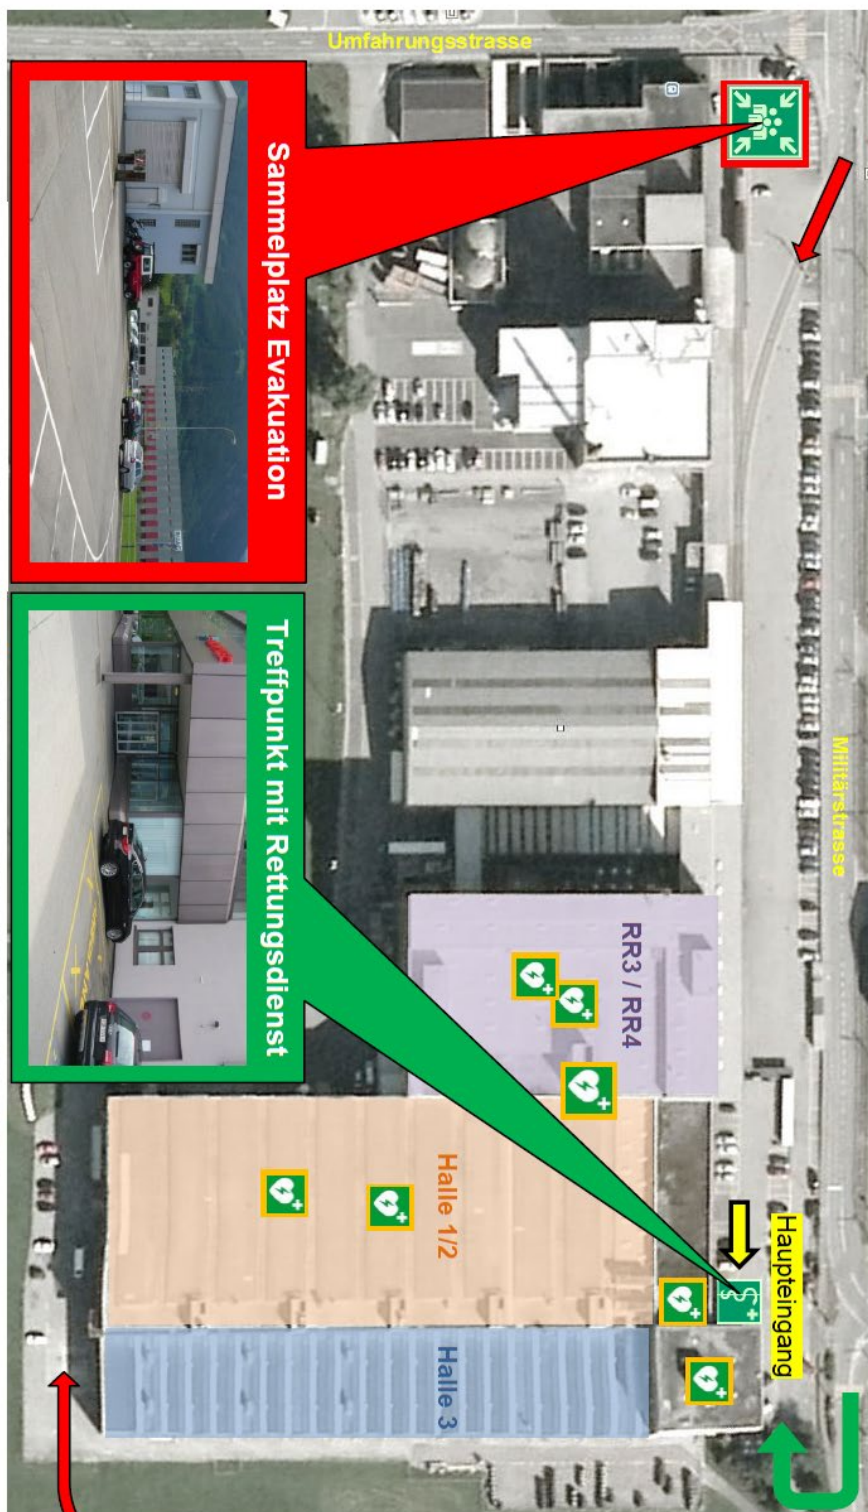 Umfahrungsstrasse
Sammelplatz Evakuation
Militärstrasse
Treffpunkt mit Rettungsdienst
RR3 / RR4
Halle 1/2
Haupteingang
Halle 3